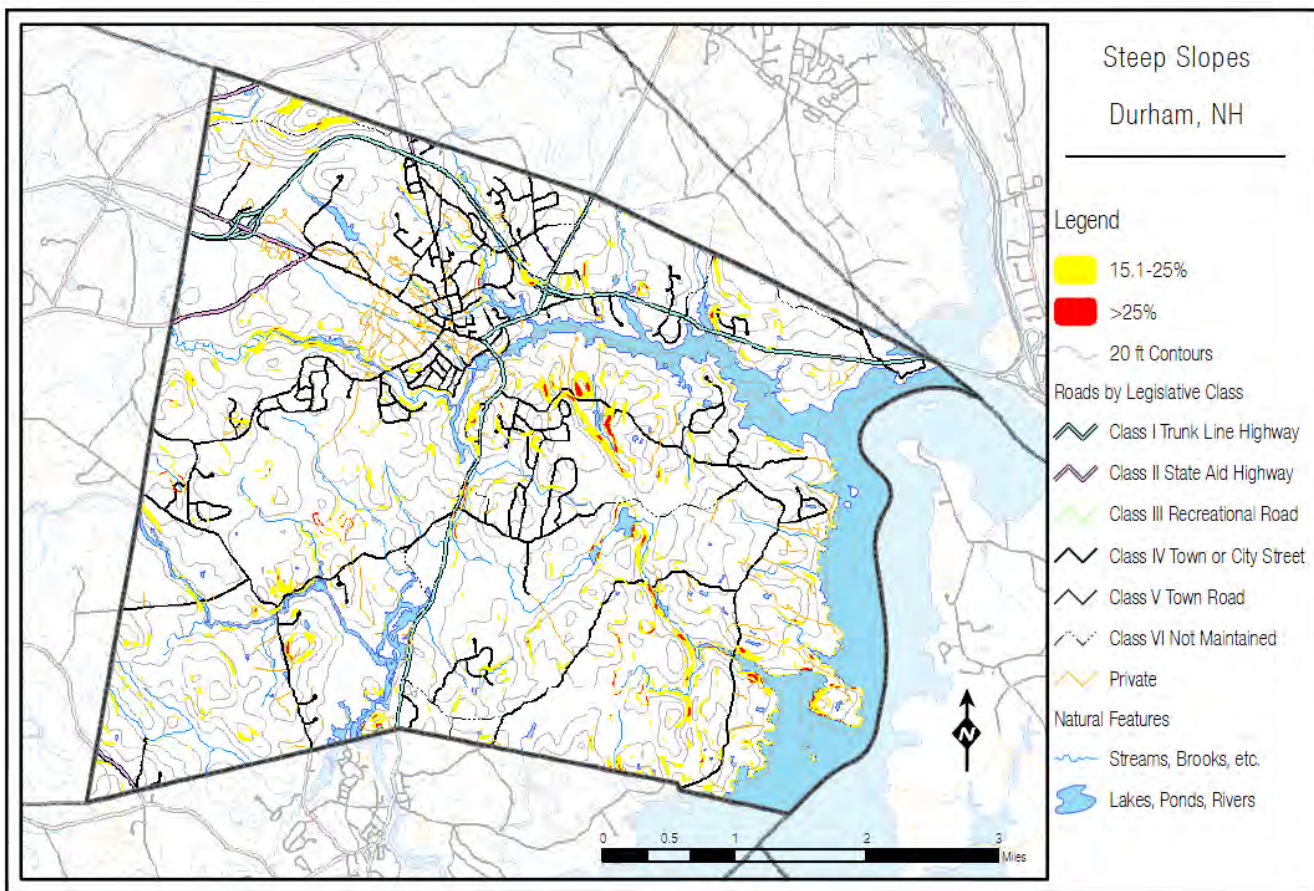 Steep Slopes
Durham, NH
Legend
15.1-25%
>25%
20 ft Contours
Roads by Legislative Class
Class I Trunk Line Highway
Class II State Aid Highway
Class III Recreational Road
Class IV Town or City Street
Class V Town Road
Class VI Not Maintained
Private
Natural Features
Streams, Brooks, etc.
Lakes, Ponds, Rivers
N
0 0.5 1 2 3
Miles